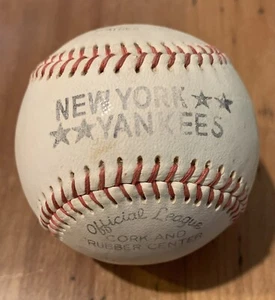 NEW YORK ★★
★★ YANKEES
Official League
CORK AND
RUBBER CENTER